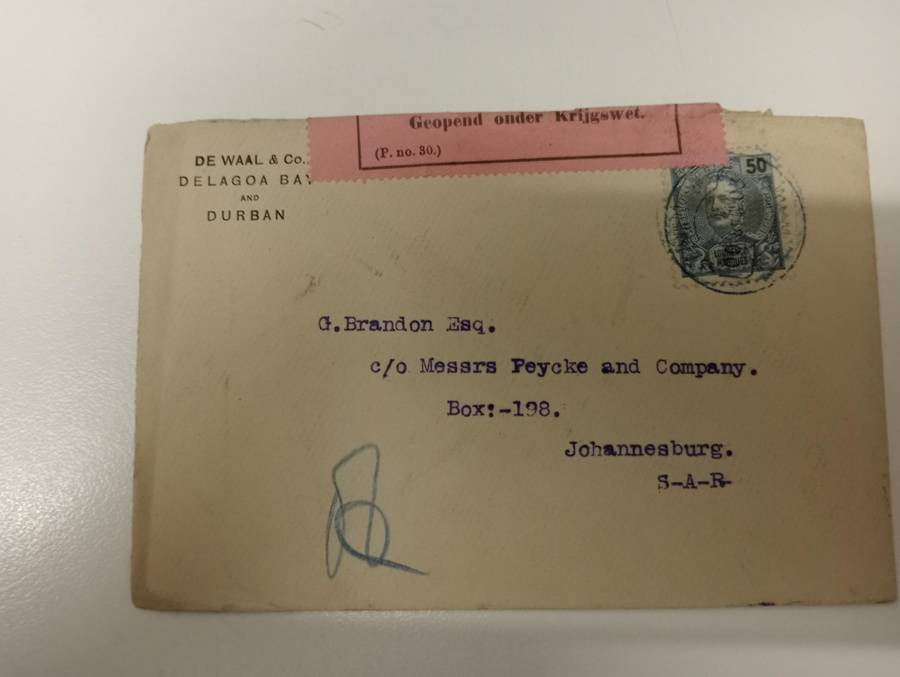 Geopend onder Krijgswet.
(P. no. 30.)
DE WAAL & Co.,
DELAGOA BAY
AND
DURBAN
50
G.Brandon Esq.
c/o Messrs Peycke and Company.
Box:-198.
Johannesburg.
S-A-R-